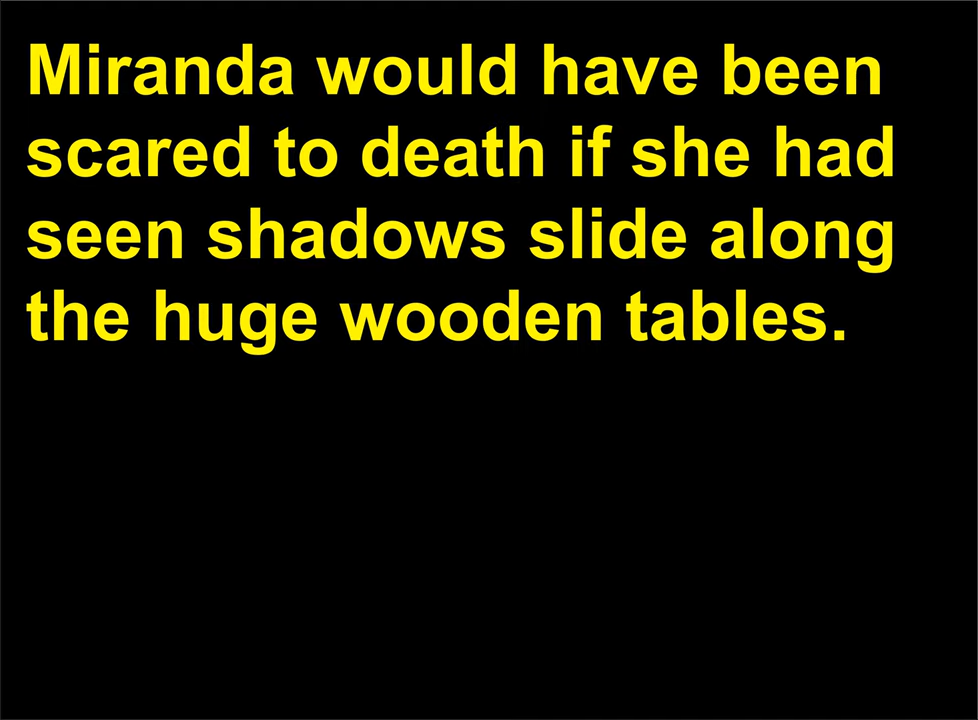 Miranda would have been
scared to death if she had
seen shadows slide along
the huge wooden tables.